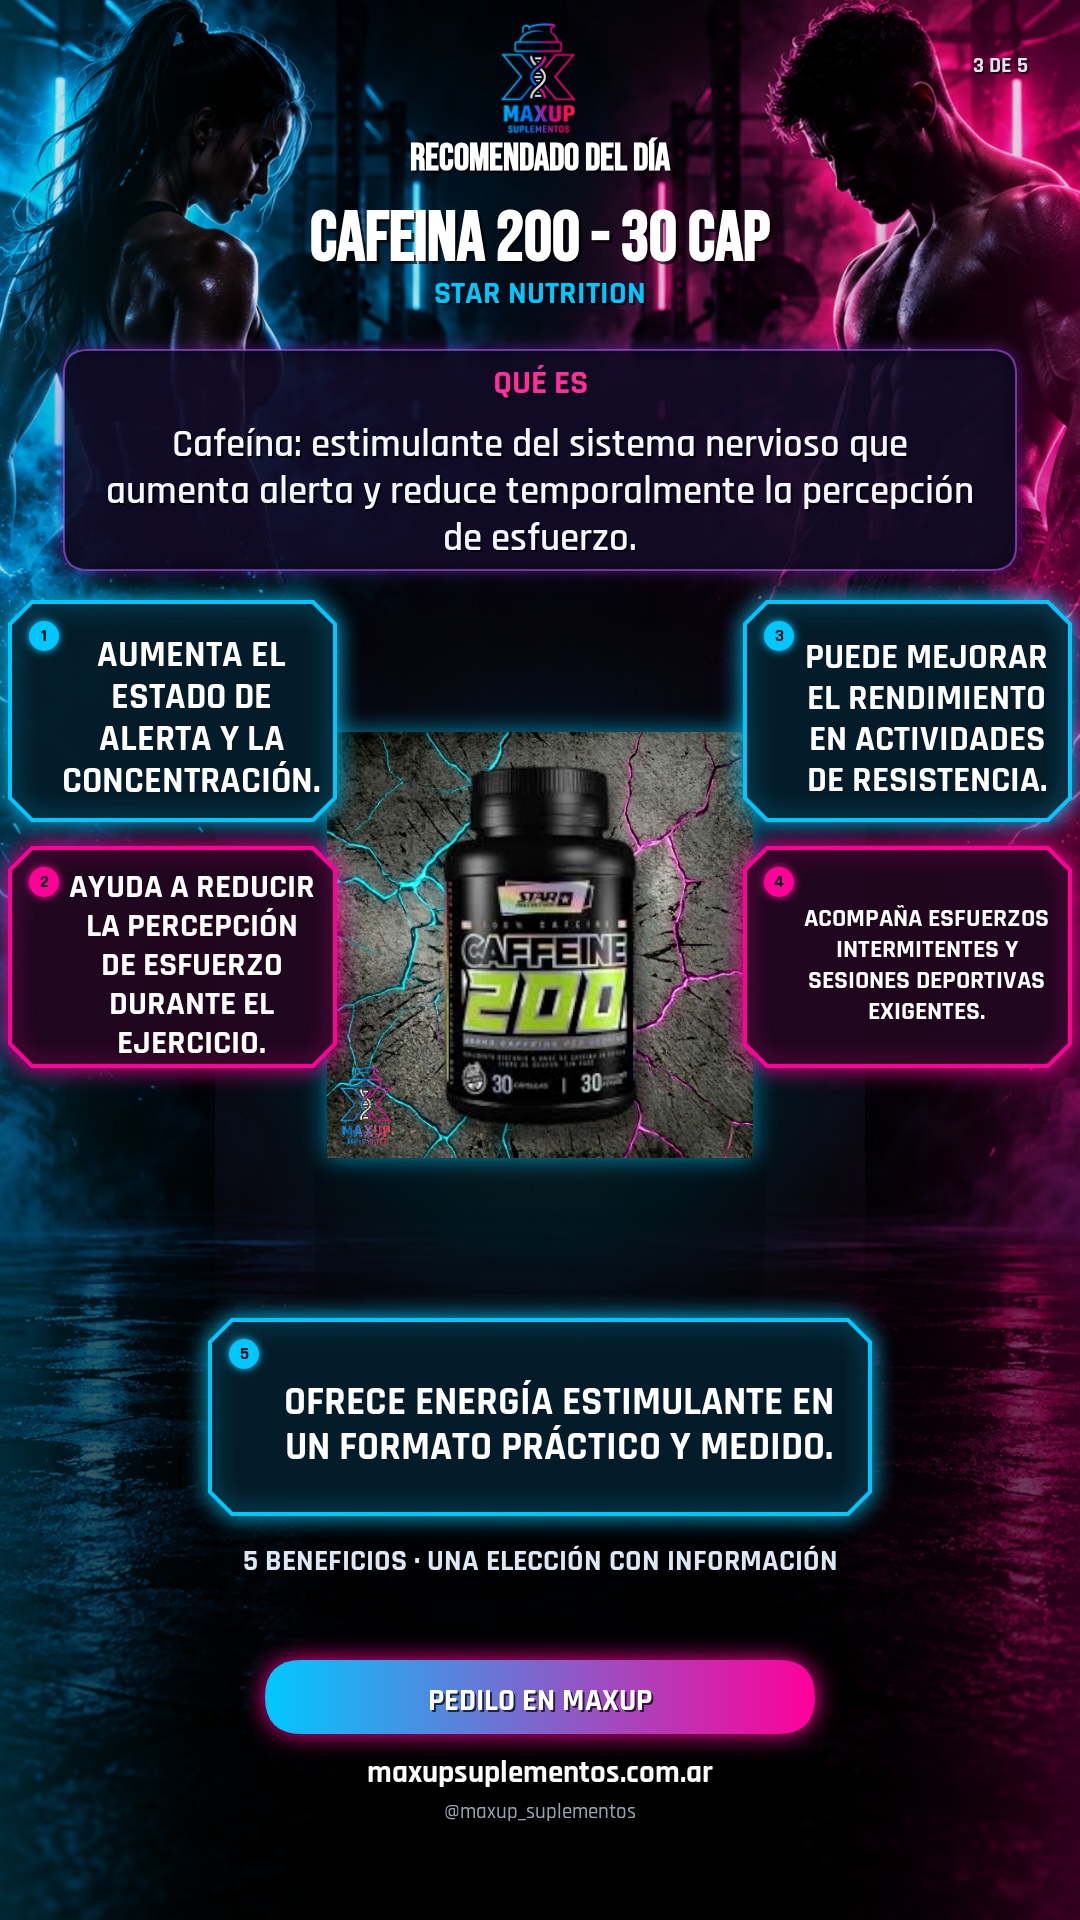 3 DE 5
MAXUP
SUPLEMENTOS
RECOMENDADO DEL DÍA
CAFEINA 200 - 30 CAP
STAR NUTRITION
QUÉ ES
Cafeína: estimulante del sistema nervioso que
aumenta alerta y reduce temporalmente la percepción
de esfuerzo.
1
AUMENTA EL
ESTADO DE
ALERTA Y LA
CONCENTRACIÓN.
2
AYUDA A REDUCIR
LA PERCEPCIÓN
DE ESFUERZO
DURANTE EL
EJERCICIO.
3
PUEDE MEJORAR
EL RENDIMIENTO
EN ACTIVIDADES
DE RESISTENCIA.
4
ACOMPAÑA ESFUERZOS
INTERMITENTES Y
SESIONES DEPORTIVAS
EXIGENTES.
STAR
CAFFEINE
200
30 CÁPSULAS | 30
MAXUP
5
OFRECE ENERGÍA ESTIMULANTE EN
UN FORMATO PRÁCTICO Y MEDIDO.
5 BENEFICIOS · UNA ELECCIÓN CON INFORMACIÓN
PEDILO EN MAXUP
maxupsuplementos.com.ar
@maxup_suplementos